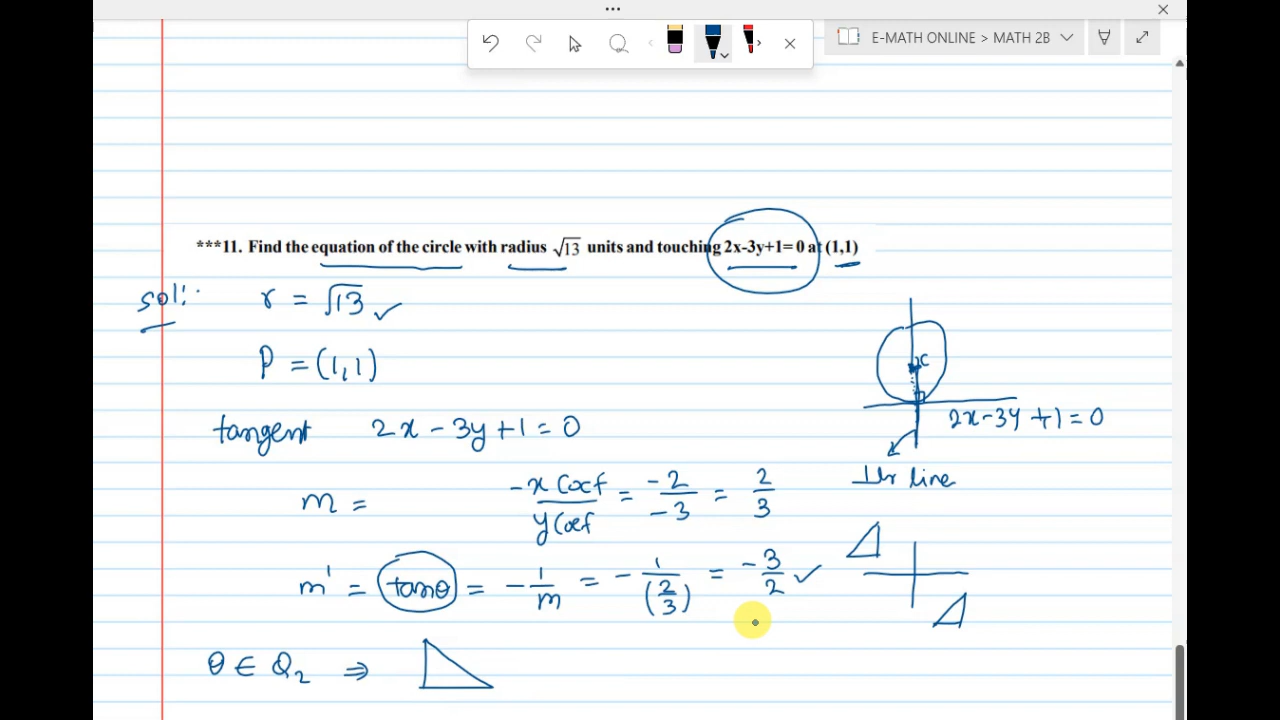 E-MATH ONLINE > MATH 2B
***11. Find the equation of the circle with radius √13 units and touching 2x-3y+1= 0 at (1,1)
sol:
r = √13 ✓
P = (1,1)
C
tangent 2x - 3y + 1 = 0
2x-3y+1=0
⊥lr line
m = -x Coef / y Coef = -2/-3 = 2/3
m' = tanθ = -1/m = -1/(2/3) = -3/2 ✓
θ ∈ Q2 ⇒